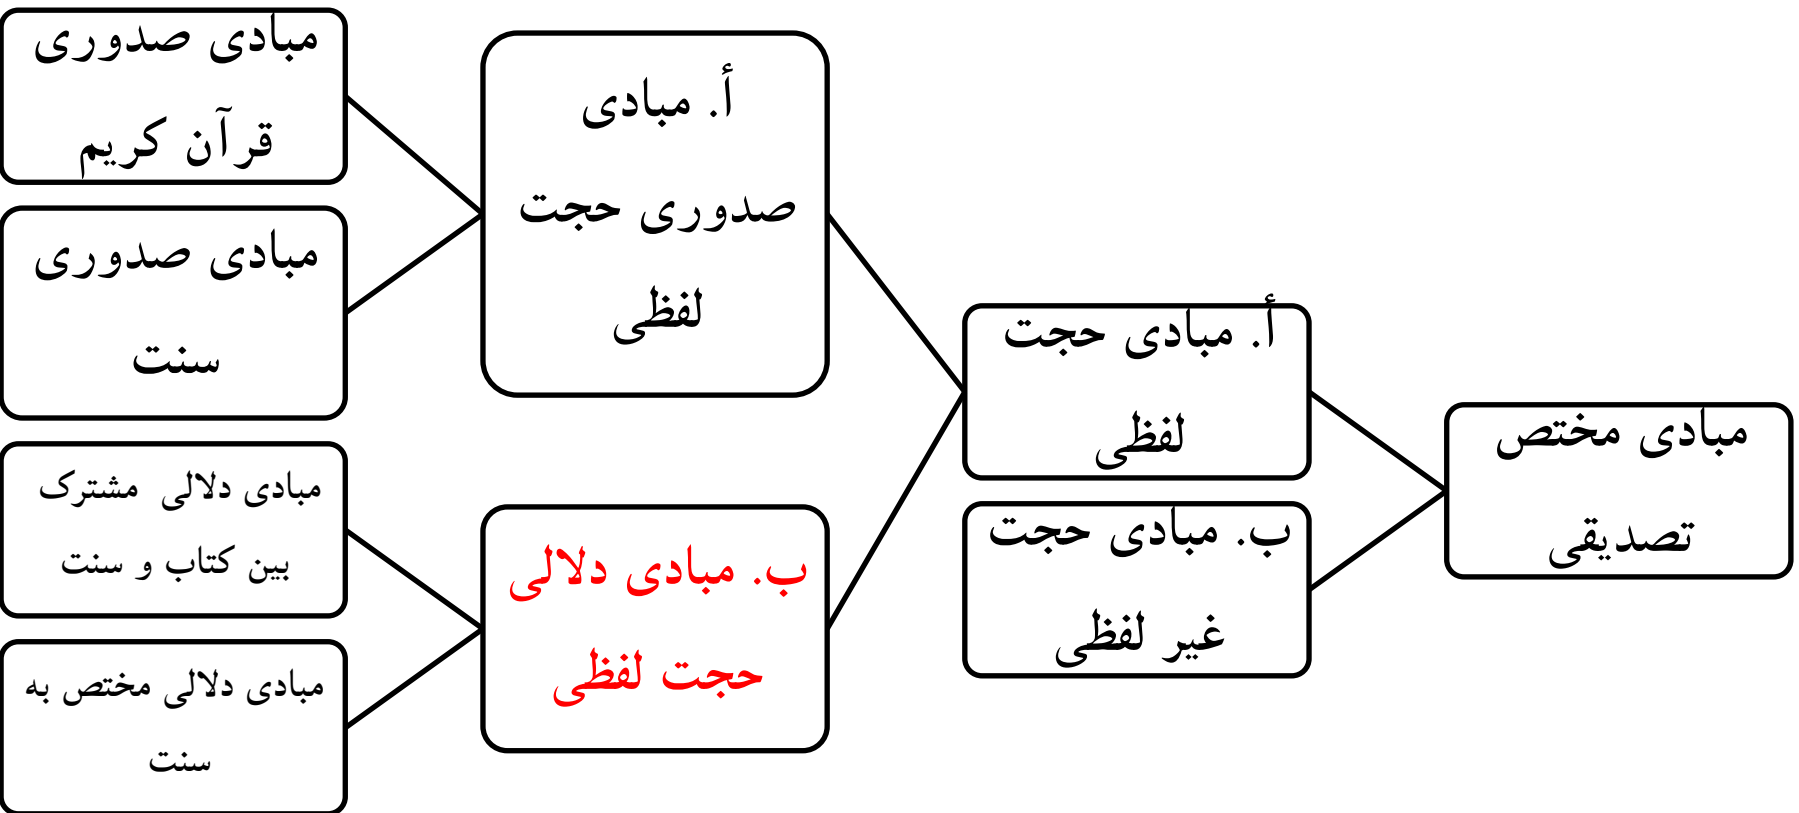 مبادی مختص
تصدیقی
أ. مبادی حجت
لفظی
ب. مبادی حجت
غیر لفظی
أ. مبادی
صدوری حجت
لفظی
ب. مبادی دلالی
حجت لفظی
مبادی صدوری
قرآن کریم
مبادی صدوری
سنت
مبادی دلالی مشترک
بین کتاب و سنت
مبادی دلالی مختص به
سنت